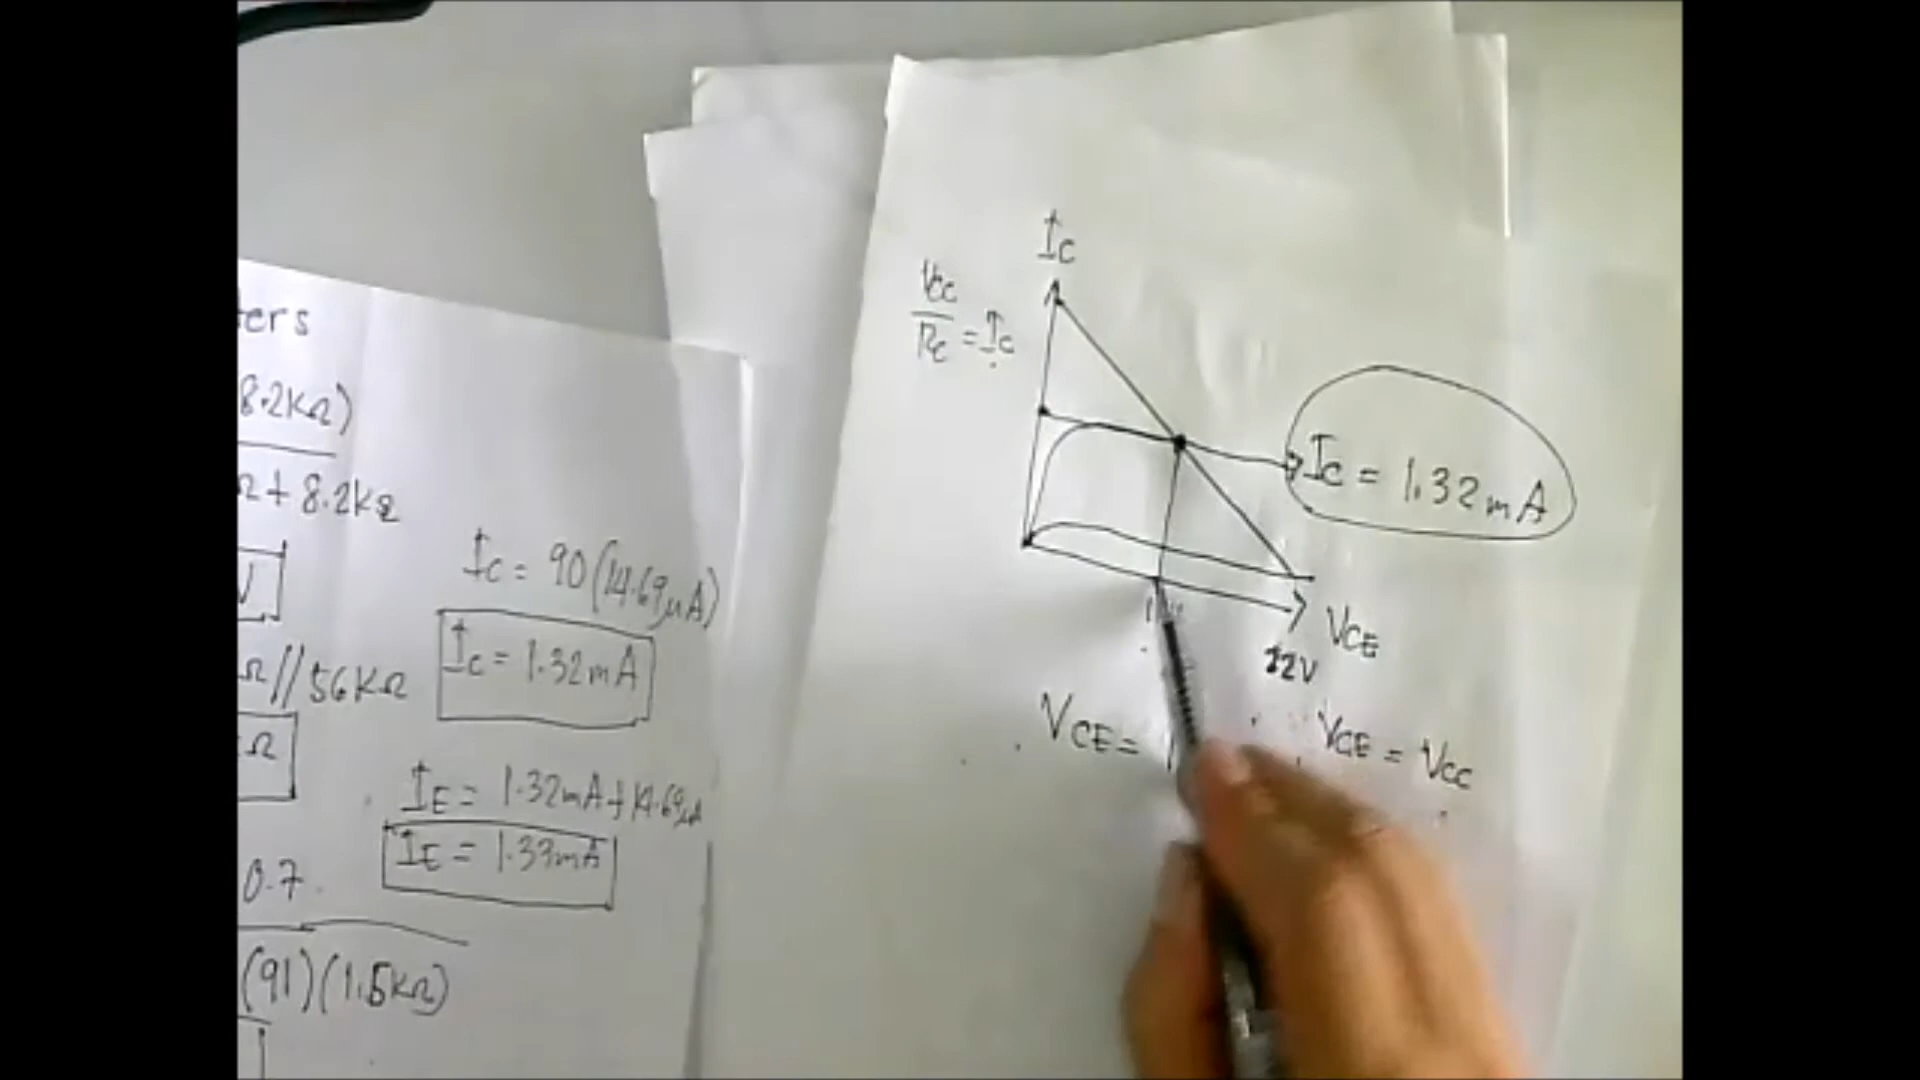 ters
8.2KΩ)
Ω + 8.2KΩ
V
Ω // 56KΩ
Ω
0.7
(91)(1.5KΩ)
IC = 90(14.69μA)
IC = 1.32mA
IE = 1.32mA + 14.69μA
IE = 1.33mA
IC
VCC
RC = IC
IC = 1.32mA
VCE
22V
VCE =
VCE = VCC